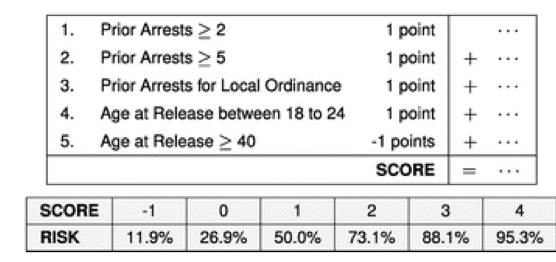 1. Prior Arrests ≥ 2 1 point ...
2. Prior Arrests ≥ 5 1 point + ...
3. Prior Arrests for Local Ordinance 1 point + ...
4. Age at Release between 18 to 24 1 point + ...
5. Age at Release ≥ 40 -1 points + ...
SCORE = ...
SCORE -1 0 1 2 3 4
RISK 11.9% 26.9% 50.0% 73.1% 88.1% 95.3%